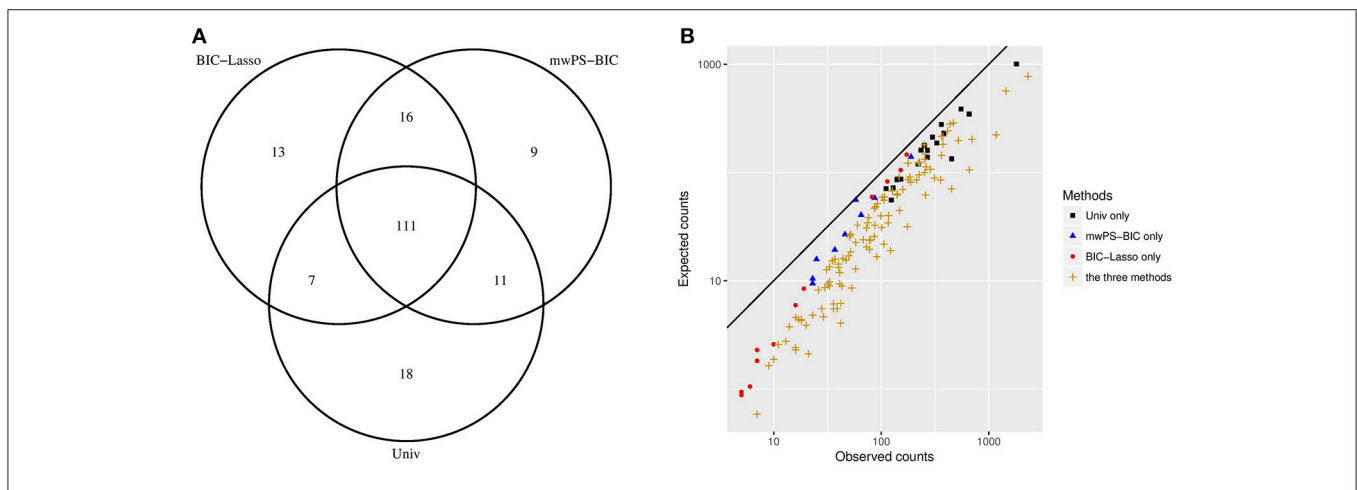 A
BIC−Lasso
mwPS−BIC
16
13
9
111
7
11
18
Univ
B
1000
10
Expected counts
10
100
1000
Observed counts
Methods
Univ only
mwPS−BIC only
BIC−Lasso only
the three methods